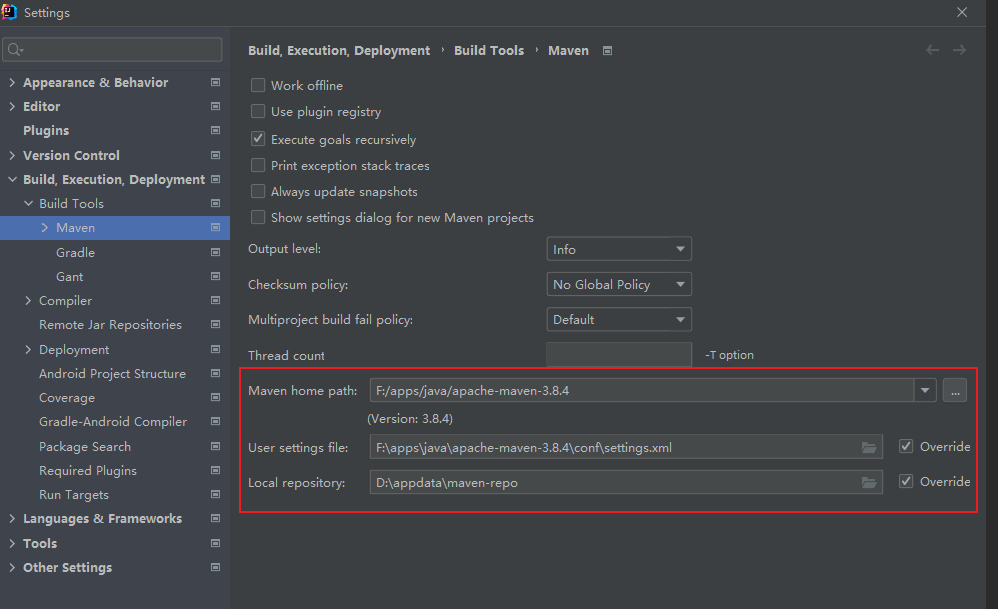 Settings
Build, Execution, Deployment › Build Tools › Maven
Appearance & Behavior
Editor
Plugins
Version Control
Build, Execution, Deployment
Build Tools
Maven
Gradle
Gant
Compiler
Remote Jar Repositories
Deployment
Android Project Structure
Coverage
Gradle-Android Compiler
Package Search
Required Plugins
Run Targets
Languages & Frameworks
Tools
Other Settings
Work offline
Use plugin registry
Execute goals recursively
Print exception stack traces
Always update snapshots
Show settings dialog for new Maven projects
Output level: Info
Checksum policy: No Global Policy
Multiproject build fail policy: Default
Thread count -T option
Maven home path: F:/apps/java/apache-maven-3.8.4 ...
(Version: 3.8.4)
User settings file: F:\apps\java\apache-maven-3.8.4\conf\settings.xml Override
Local repository: D:\appdata\maven-repo Override